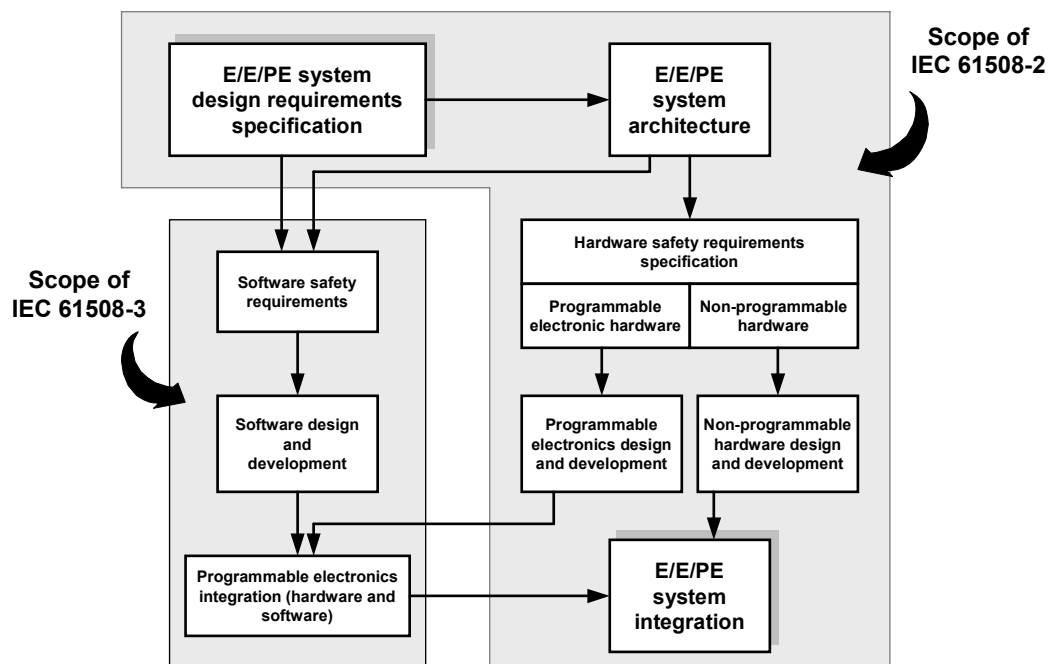 Scope of
IEC 61508-2
E/E/PE system
design requirements
specification
E/E/PE
system
architecture
Scope of
IEC 61508-3
Software safety
requirements
Hardware safety requirements
specification
Programmable
electronic hardware
Non-programmable
hardware
Software design
and
development
Programmable
electronics design
and development
Non-programmable
hardware design
and development
Programmable electronics
integration (hardware and
software)
E/E/PE
system
integration